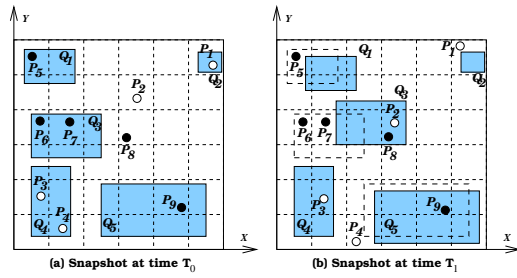 Y
P1
Q1
P5
Q2
P2
P6
P7
Q3
P8
P3
P9
Q4
P4
Q5
X
(a) Snapshot at time T0
Y
P1
Q1
P5
Q2
Q3
P2
P6
P7
P8
P3
P9
Q4
Q5
P4
X
(b) Snapshot at time T1